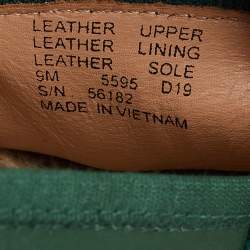 LEATHER UPPER
LEATHER LINING
LEATHER SOLE
9M 5595 D19
S/N. 56182
MADE IN VIETNAM